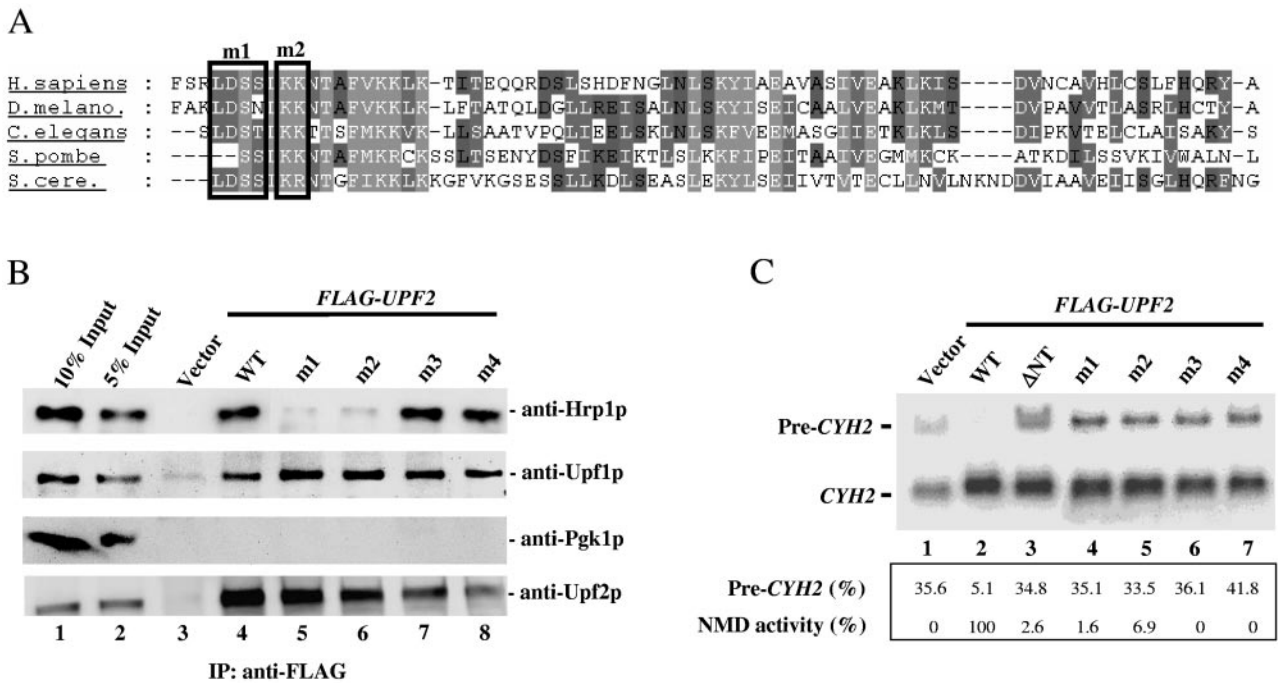 A
m1 m2
H.sapiens : FSRLDSSIKKNTAFVKKLK-TITEQQRDSLSHDFNGLNLSKYIAEAVASIVEAKLKIS----DVNCAVHLCSLFHQRY-A
D.melano. : FAKLDSNIKKNTAFVKKLK-LFTATQLDGLLREISALNLSKYISEICAALVEAKLKMT----DVPAVVTLASRLHCTY-A
C.elegans : --SLDSTIKKTTSFMKKVK-LLSAATVPQLIEELSKLNLSKFVEEMASGIIETKLKLS----DIPKVTELCLAISAKY-S
S.pombe : -----SSIKKNTAFMKRCKSSLTSENYDSFIKEIKTLSLKKFIPEITAAIVEGMMKCK----ATKDILSSVKIVWALN-L
S.cere. : ---LDSSIKRNTGFIKKLKKGFVKGSESSLLKDLSEASLEKYLSEIIVTVTECLLNVLNKNDDVIAAVEIISGLHQRFNG
B
FLAG-UPF2
10% Input 5% Input Vector WT m1 m2 m3 m4
- anti-Hrp1p
- anti-Upf1p
- anti-Pgk1p
- anti-Upf2p
1 2 3 4 5 6 7 8
IP: anti-FLAG
C
FLAG-UPF2
Vector WT ΔNT m1 m2 m3 m4
Pre-CYH2 -
CYH2 -
1 2 3 4 5 6 7
Pre-CYH2 (%) 35.6 5.1 34.8 35.1 33.5 36.1 41.8
NMD activity (%) 0 100 2.6 1.6 6.9 0 0